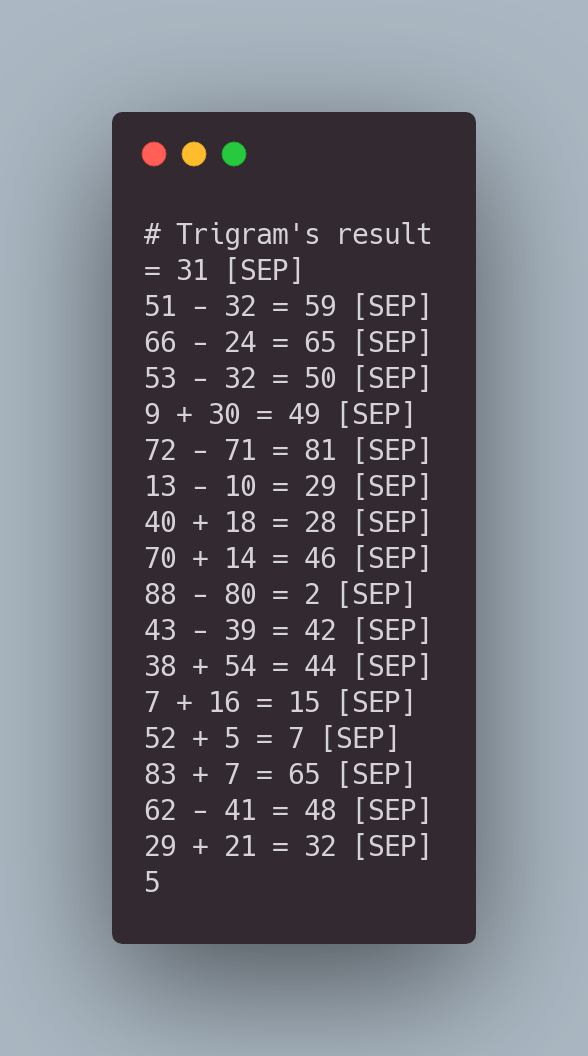 # Trigram's result
= 31 [SEP]
51 - 32 = 59 [SEP]
66 - 24 = 65 [SEP]
53 - 32 = 50 [SEP]
9 + 30 = 49 [SEP]
72 - 71 = 81 [SEP]
13 - 10 = 29 [SEP]
40 + 18 = 28 [SEP]
70 + 14 = 46 [SEP]
88 - 80 = 2 [SEP]
43 - 39 = 42 [SEP]
38 + 54 = 44 [SEP]
7 + 16 = 15 [SEP]
52 + 5 = 7 [SEP]
83 + 7 = 65 [SEP]
62 - 41 = 48 [SEP]
29 + 21 = 32 [SEP]
5